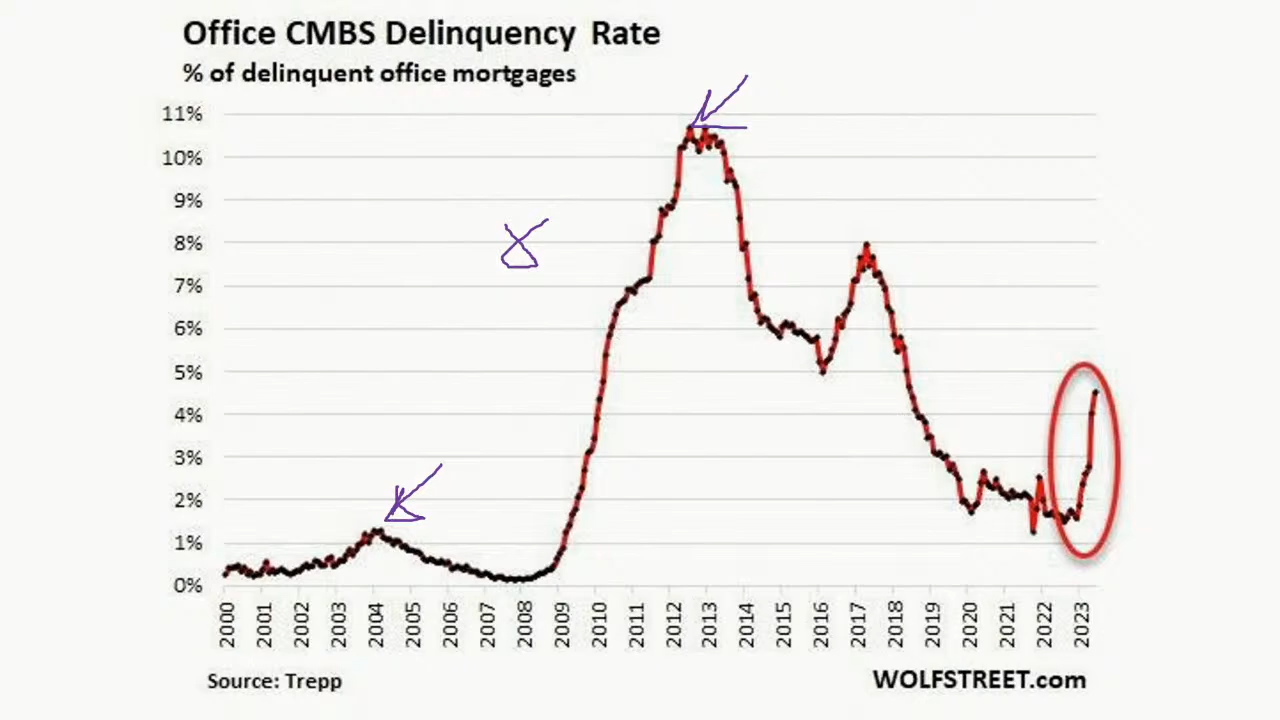 Office CMBS Delinquency Rate
% of delinquent office mortgages
11%
10%
9%
8%
7%
6%
5%
4%
3%
2%
1%
0%
8
2000 2001 2002 2003 2004 2005 2006 2007 2008 2009 2010 2011 2012 2013 2014 2015 2016 2017 2018 2019 2020 2021 2022 2023
Source: Trepp
WOLFSTREET.com